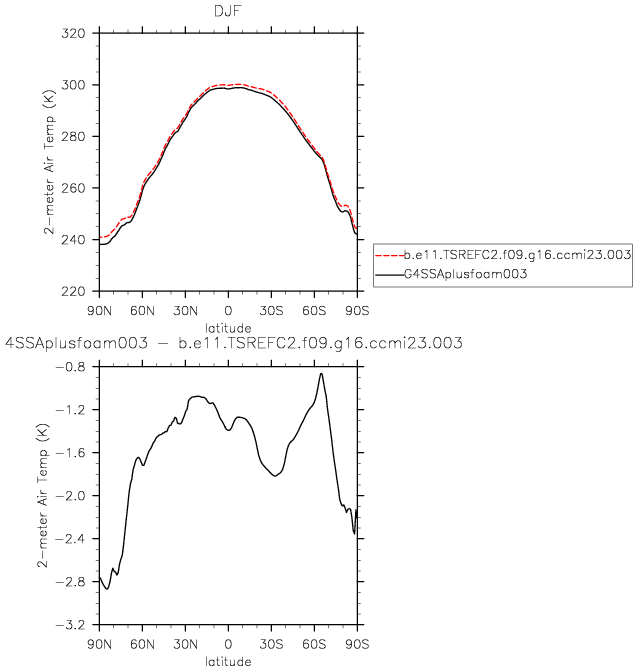 DJF
320
300
280
260
240
220
2-meter Air Temp (K)
90N 60N 30N 0 30S 60S 90S
latitude
b.e11.TSREFC2.f09.g16.ccmi23.003
G4SSAplusfoam003
4SSAplusfoam003 - b.e11.TSREFC2.f09.g16.ccmi23.003
-0.8
-1.2
-1.6
-2.0
-2.4
-2.8
-3.2
2-meter Air Temp (K)
90N 60N 30N 0 30S 60S 90S
latitude